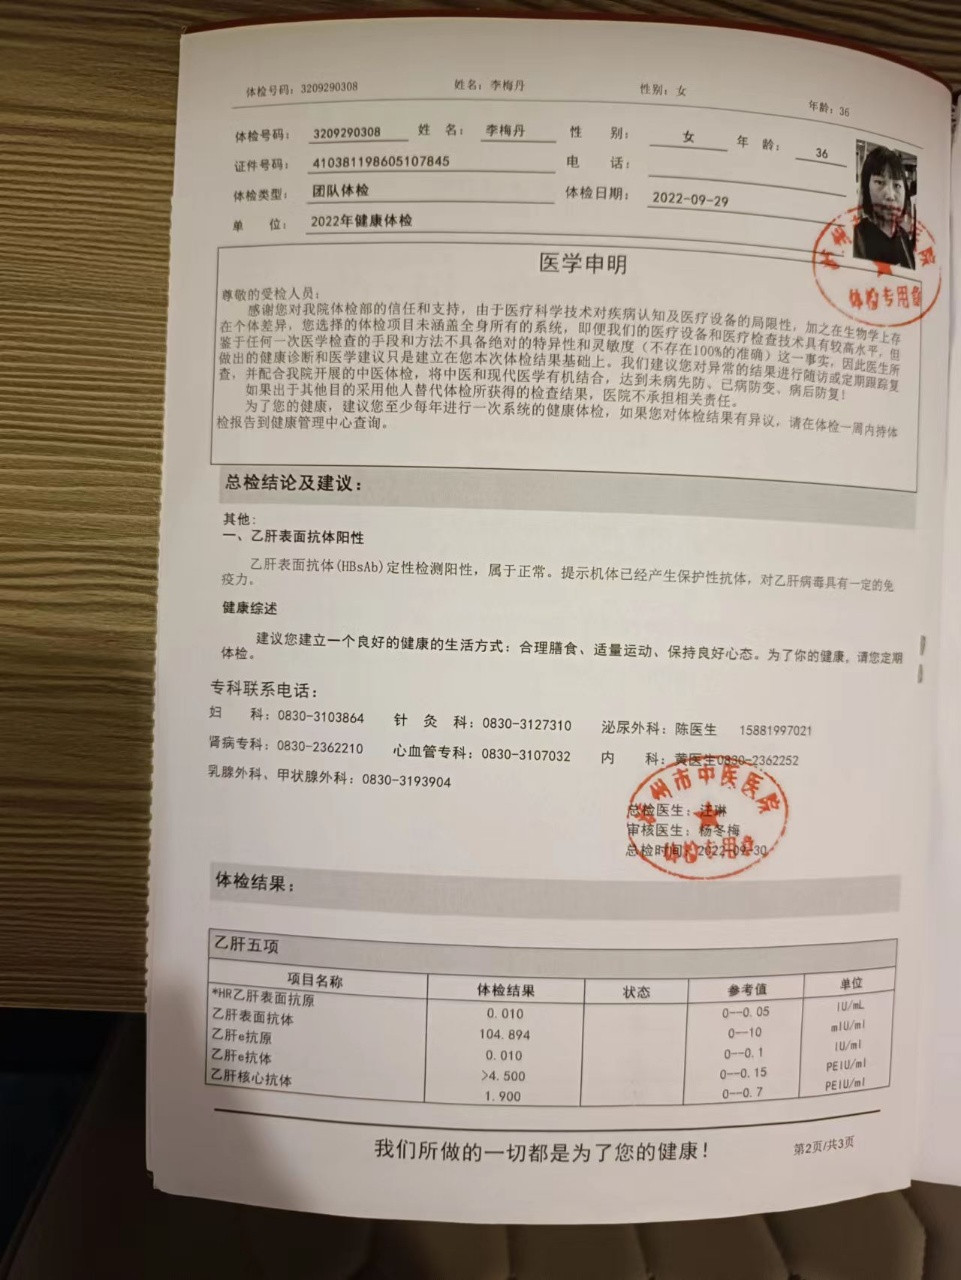 体检号码：3209290308 姓名：李梅丹 性别：女 年龄：36
体检号码： 3209290308 姓 名： 李梅丹 性 别： 女 年 龄： 36
证件号码： 410381198605107845 电 话：
体检类型： 团队体检 体检日期： 2022-09-29
单 位： 2022年健康体检
体检专用章
医学申明
尊敬的受检人员：
感谢您对我院体检部的信任和支持，由于医疗科学技术对疾病认知及医疗设备的局限性，加之在生物学上存
在个体差异，您选择的体检项目未涵盖全身所有的系统，即便我们的医疗设备和医疗检查技术具有较高水平，但
鉴于任何一次医学检查的手段和方法不具备绝对的特异性和灵敏度（不存在100%的准确）这一事实，因此医生所
做出的健康诊断和医学建议只是建立在您本次体检结果基础上。我们建议您对异常的结果进行随访或定期跟踪复
查，并配合我院开展的中医体检，将中医和现代医学有机结合，达到未病先防、已病防变、病后防复！
如果出于其他目的采用他人替代体检所获得的检查结果，医院不承担相关责任。
为了您的健康，建议您至少每年进行一次系统的健康体检，如果您对体检结果有异议，请在体检一周内持体
检报告到健康管理中心查询。
总检结论及建议：
其他：
一、乙肝表面抗体阳性
乙肝表面抗体(HBsAb)定性检测阳性，属于正常。提示机体已经产生保护性抗体，对乙肝病毒具有一定的免
疫力。
健康综述
建议您建立一个良好的健康的生活方式：合理膳食、适量运动、保持良好心态。为了你的健康，请您定期
体检。
专科联系电话：
妇 科：0830-3103864 针 灸 科：0830-3127310 泌尿外科：陈医生 15881997021
肾病专科：0830-2362210 心血管专科：0830-3107032 内 科：黄医生0830-2362252
乳腺外科、甲状腺外科：0830-3193904
州市中医医院
总检医生：汪琳
审核医生：杨冬梅
总检时间：2022-09-30
体检专用章
体检结果：
乙肝五项
项目名称 体检结果 状态 参考值 单位
*HR乙肝表面抗原 0.010 0--0.05 IU/mL
乙肝表面抗体 104.894 0--10 mIU/ml
乙肝e抗原 0.010 0--0.1 IU/ml
乙肝e抗体 >4.500 0--0.15 PEIU/ml
乙肝核心抗体 1.900 0--0.7 PEIU/ml
我们所做的一切都是为了您的健康！ 第2页/共3页